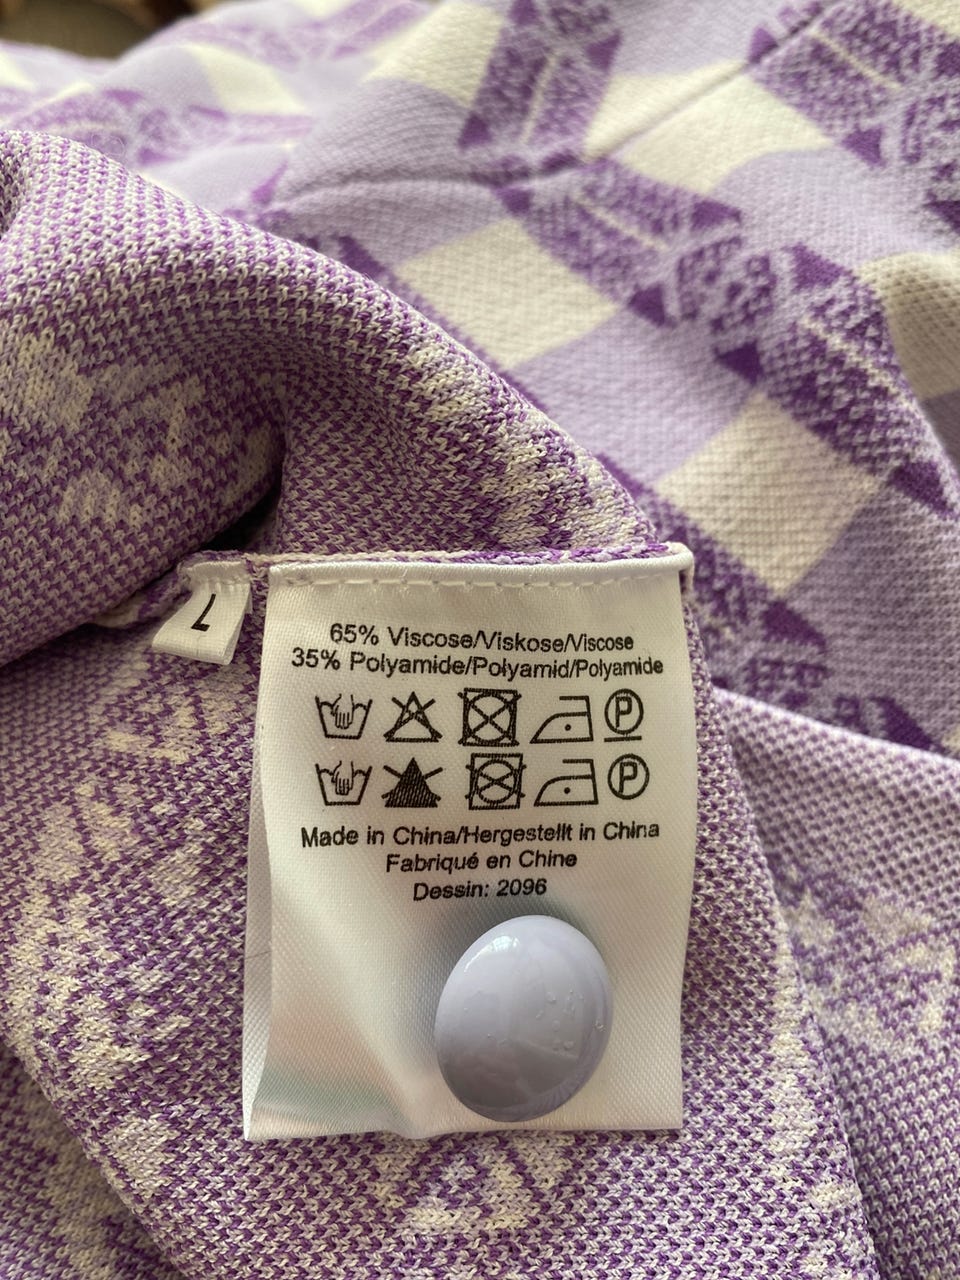 L
65% Viscose/Viskose/Viscose
35% Polyamide/Polyamid/Polyamide
P
P
Made in China/Hergestellt in China
Fabriqué en Chine
Dessin: 2096